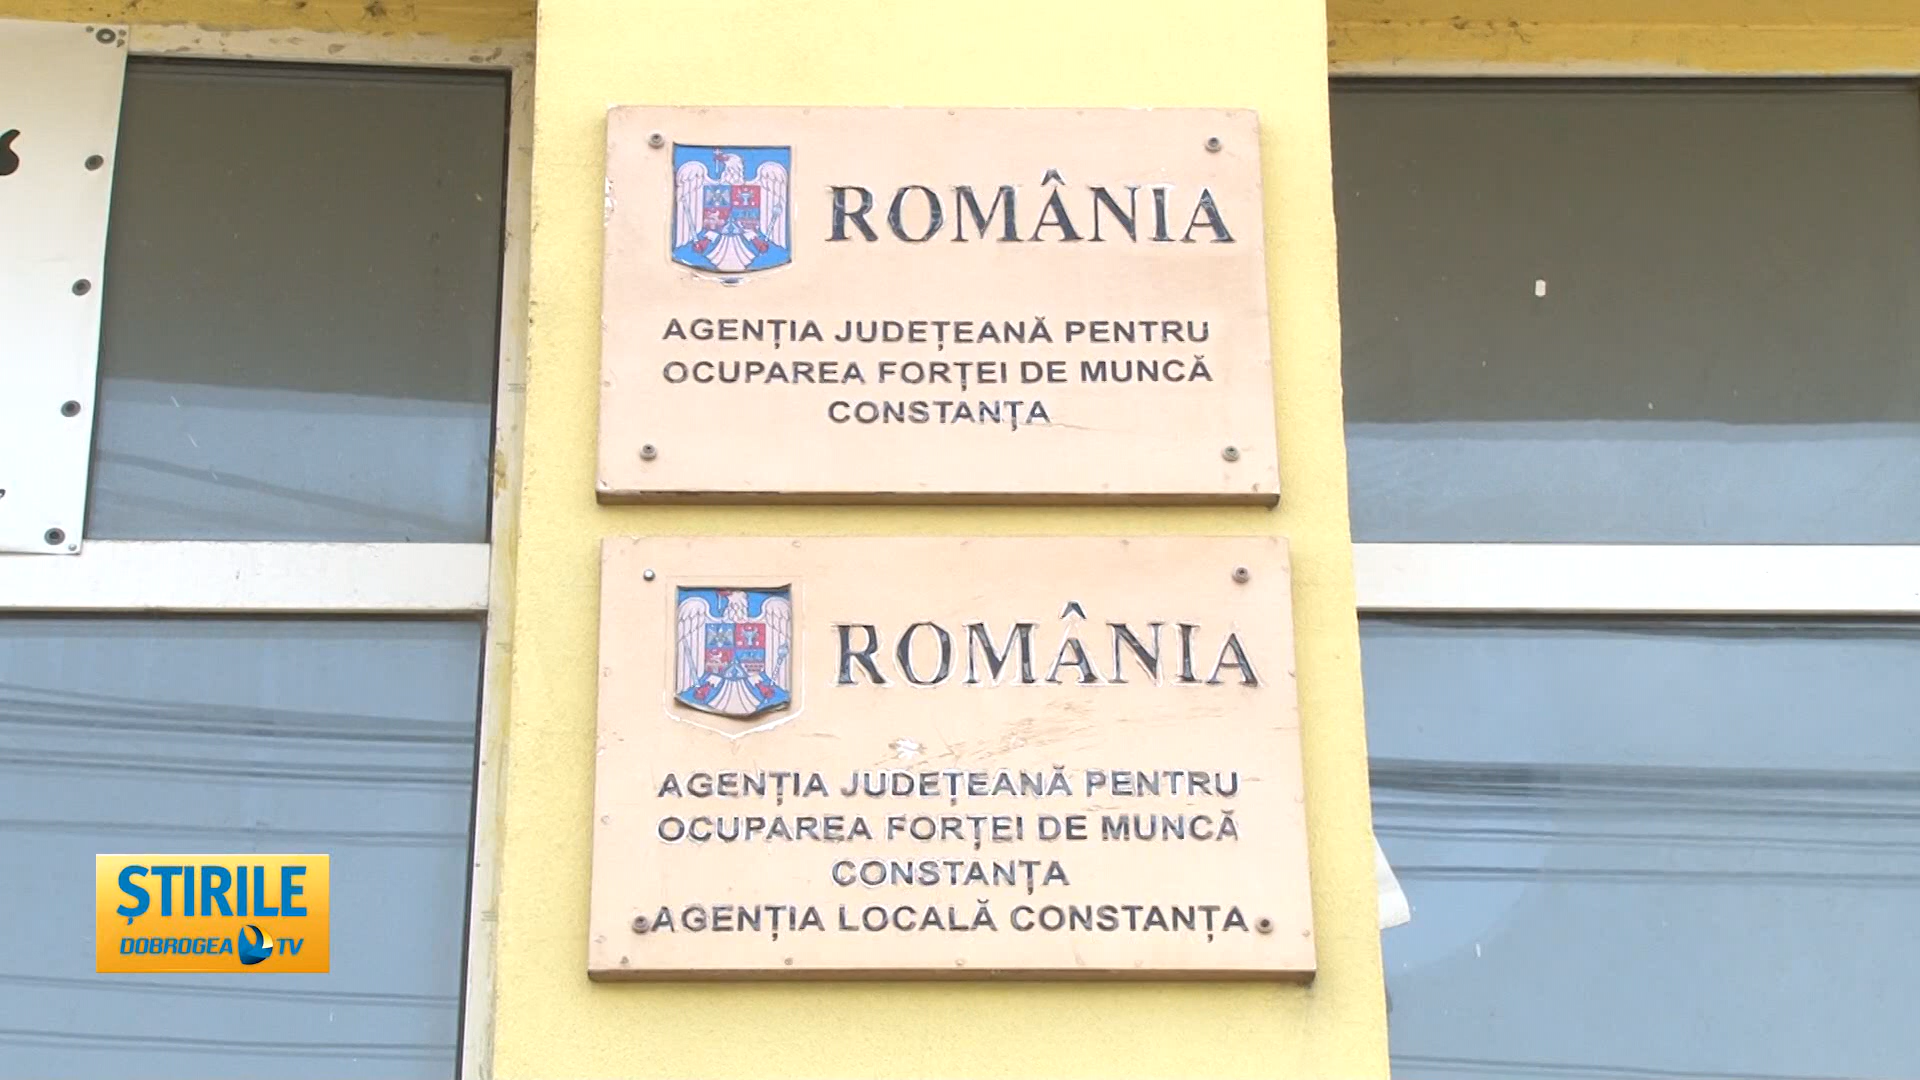 ROMÂNIA
AGENȚIA JUDEȚEANĂ PENTRU
OCUPAREA FORȚEI DE MUNCĂ
CONSTANȚA
ROMÂNIA
AGENȚIA JUDEȚEANĂ PENTRU
OCUPAREA FORȚEI DE MUNCĂ
CONSTANȚA
AGENȚIA LOCALĂ CONSTANȚA
ȘTIRILE
DOBROGEA TV